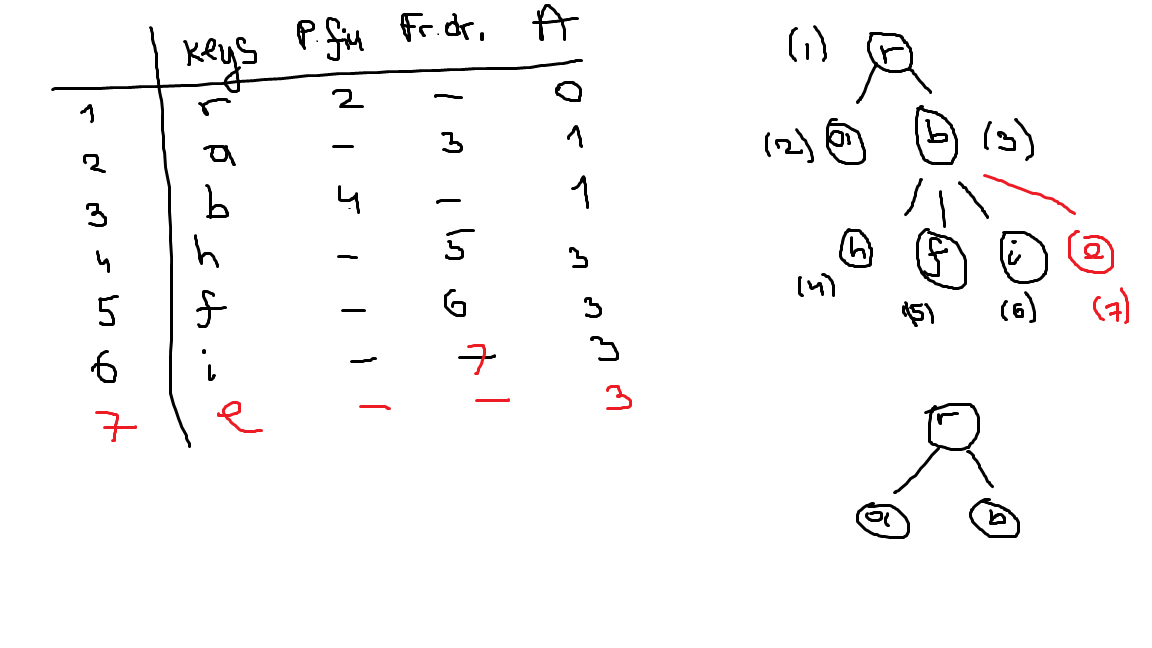 keys P.fiu Fr.dr. A
1 r 2 – 0
2 a – 3 1
3 b 4 – 1
4 h – 5 3
5 f – 6 3
6 i – 7 3
7 e – – 3
(1) r
(2) a b (3)
h f i e
(4) (5) (6) (7)
r
a b